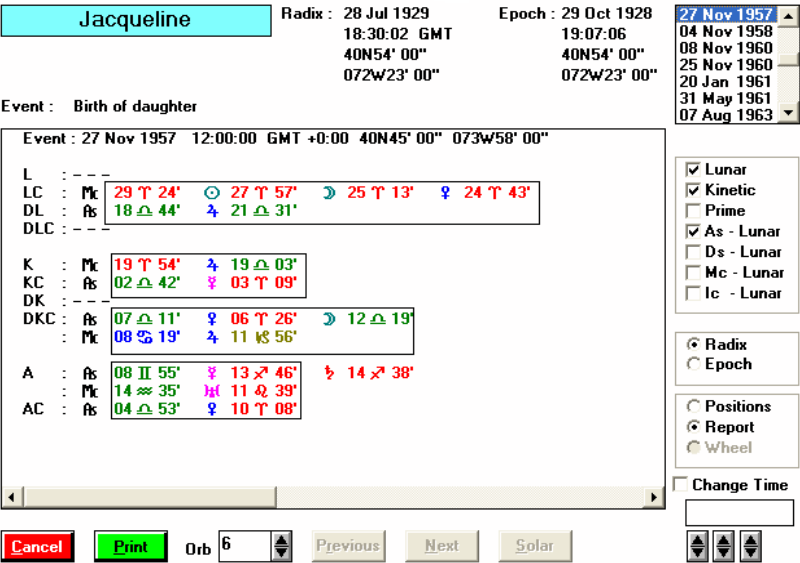 Jacqueline
Radix : 28 Jul 1929
18:30:02 GMT
40N54' 00"
072W23' 00"
Epoch : 29 Oct 1928
19:07:06
40N54' 00"
072W23' 00"
27 Nov 1957
04 Nov 1958
08 Nov 1960
25 Nov 1960
20 Jan 1961
31 May 1961
07 Aug 1963
Event : Birth of daughter
Event : 27 Nov 1957 12:00:00 GMT +0:00 40N45' 00" 073W58' 00"
L : - - -
LC : Mc 29 ♈ 24' ☉ 27 ♈ 57' ☽ 25 ♈ 13' ♀ 24 ♈ 43'
DL : As 18 ♎ 44' ♃ 21 ♎ 31'
DLC : - - -
K : Mc 19 ♈ 54' ♃ 19 ♎ 03'
KC : As 02 ♎ 42' ☿ 03 ♈ 09'
DK : - - -
DKC : As 07 ♎ 11' ♀ 06 ♈ 26' ☽ 12 ♎ 19'
: Mc 08 ♋ 19' ♃ 11 ♑ 56'
A : As 08 ♊ 55' ☿ 13 ♐ 46' ♄ 14 ♐ 38'
: Mc 14 ♒ 35' ♅ 11 ♌ 39'
AC : As 04 ♎ 53' ♀ 10 ♈ 08'
Lunar
Kinetic
Prime
As - Lunar
Ds - Lunar
Mc - Lunar
Ic - Lunar
Radix
Epoch
Positions
Report
Wheel
Change Time
Cancel
Print
Orb 6
Previous
Next
Solar